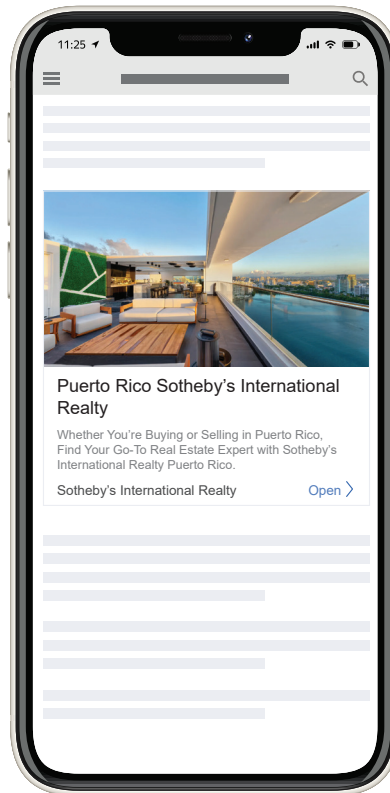 11:25
Puerto Rico Sotheby's International
Realty
Whether You're Buying or Selling in Puerto Rico,
Find Your Go-To Real Estate Expert with Sotheby's
International Realty Puerto Rico.
Sotheby's International Realty
Open